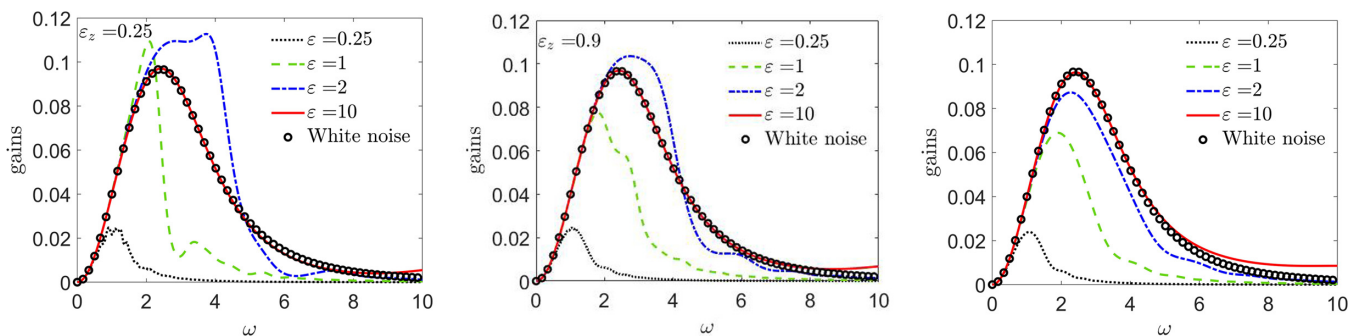 0.12
0.1
0.08
0.06
0.04
0.02
0
gains
ε_z =0.25
ε =0.25
ε =1
ε =2
ε =10
White noise
0 2 4 6 8 10
ω
0.12
0.1
0.08
0.06
0.04
0.02
0
gains
ε_z =0.9
ε =0.25
ε =1
ε =2
ε =10
White noise
0 2 4 6 8 10
ω
0.12
0.1
0.08
0.06
0.04
0.02
0
gains
ε =0.25
ε =1
ε =2
ε =10
White noise
0 2 4 6 8 10
ω